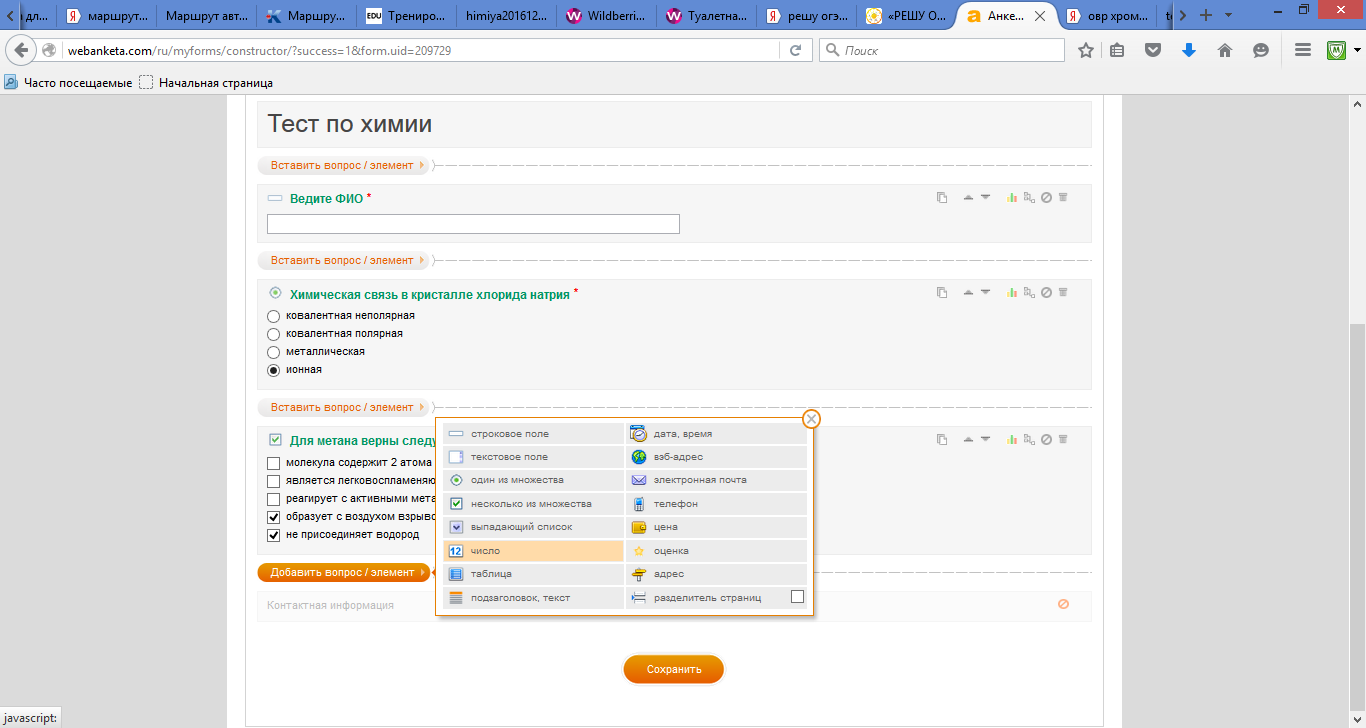 дл...
маршрут...
Маршрут авт...
Маршру...
EDU Трениро...
himiya201612...
Wildberri...
Туалетна...
решу огэ...
«РЕШУ О...
Анке...
овр хром...
webanketa.com/ru/myforms/constructor/?success=1&form.uid=209729
Поиск
Часто посещаемые
Начальная страница
Тест по химии
Вставить вопрос / элемент
Ведите ФИО *
Вставить вопрос / элемент
Химическая связь в кристалле хлорида натрия *
ковалентная неполярная
ковалентная полярная
металлическая
ионная
Вставить вопрос / элемент
Для метана верны следу
молекула содержит 2 атома
является легковоспламеняю
реагирует с активными мета
образует с воздухом взрыво
не присоединяет водород
строковое поле
дата, время
текстовое поле
вэб-адрес
один из множества
электронная почта
несколько из множества
телефон
выпадающий список
цена
12 число
оценка
таблица
адрес
подзаголовок, текст
разделитель страниц
Добавить вопрос / элемент
Контактная информация
Сохранить
javascript: